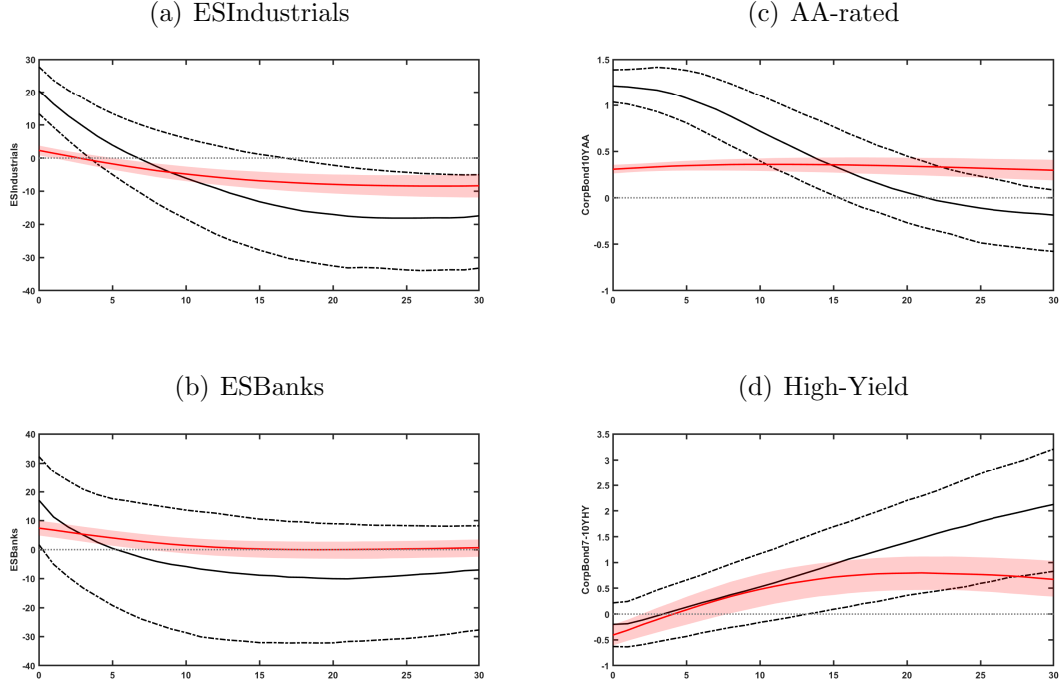 (a) ESIndustrials
30
20
10
0
-10
-20
-30
-40
ESIndustrials
0 5 10 15 20 25 30
(c) AA-rated
1.5
1
0.5
0
-0.5
-1
CorpBond10YAA
0 5 10 15 20 25 30
(b) ESBanks
40
30
20
10
0
-10
-20
-30
-40
ESBanks
0 5 10 15 20 25 30
(d) High-Yield
3.5
3
2.5
2
1.5
1
0.5
0
-0.5
-1
CorpBond7-10YHY
0 5 10 15 20 25 30